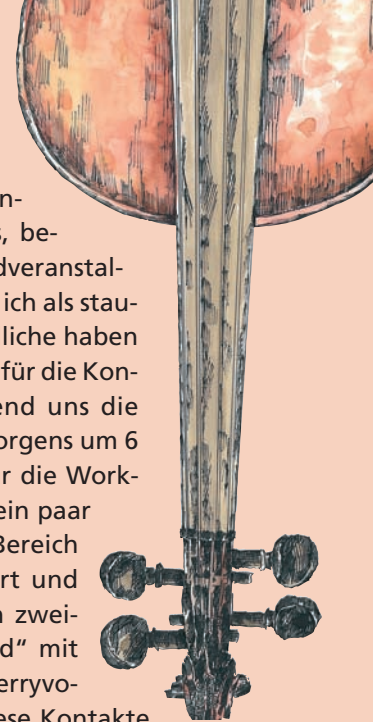 n-
, be-
dveranstal-
ich als stau-
liche haben
für die Kon-
end uns die
orgens um 6
r die Work-
ein paar
Bereich
rt und
n zwei-
d“ mit
erryvo-
ese Kontakte